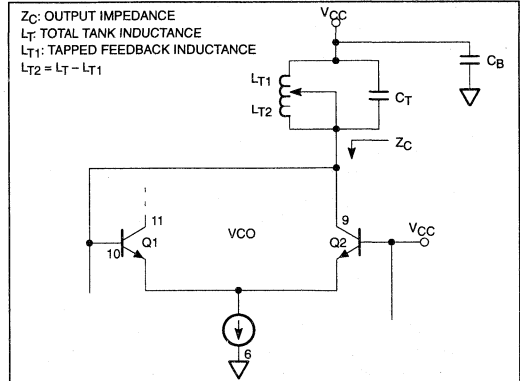 ZC: OUTPUT IMPEDANCE
LT: TOTAL TANK INDUCTANCE
LT1: TAPPED FEEDBACK INDUCTANCE
LT2 = LT – LT1
VCC
CB
LT1
LT2
CT
ZC
11
9
VCC
10
Q1
VCO
Q2
6